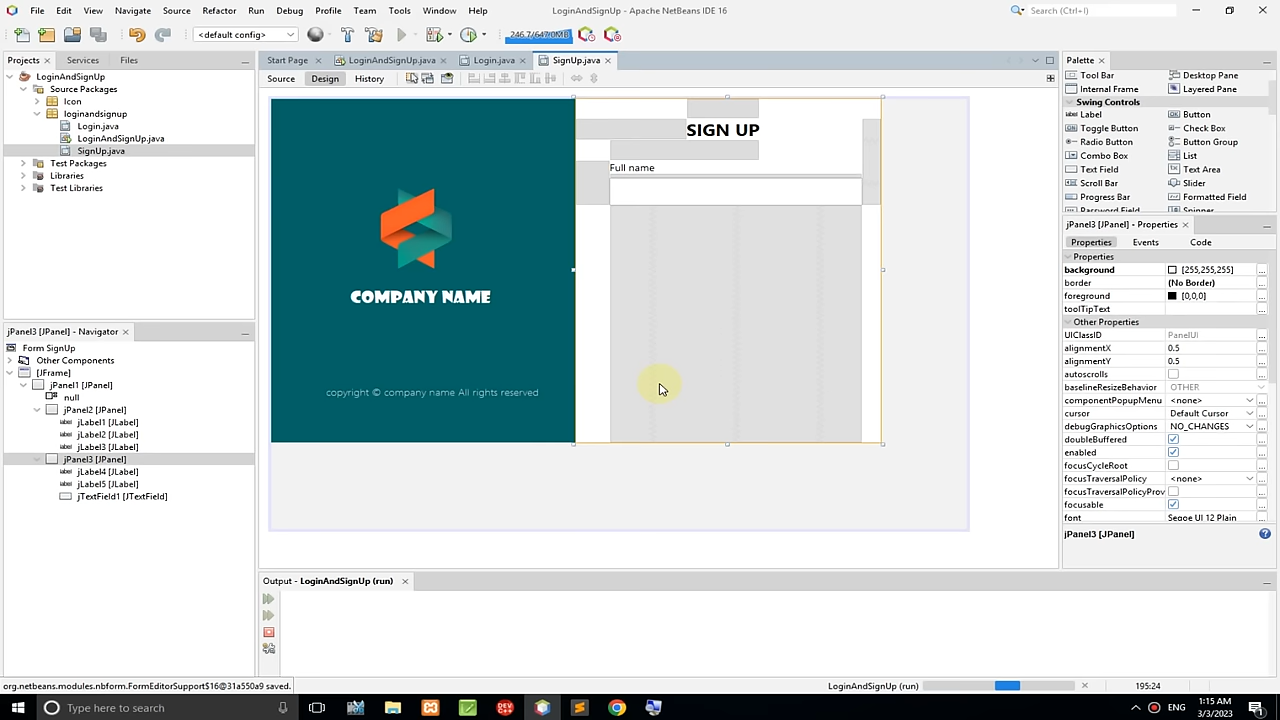 File Edit View Navigate Source Refactor Run Debug Profile Team Tools Window Help
LoginAndSignUp - Apache NetBeans IDE 16
Search (Ctrl+I)
<default config>
246.7/647.0MB
Projects
Services
Files
LoginAndSignUp
Source Packages
Icon
loginandsignup
Login.java
LoginAndSignUp.java
SignUp.java
Test Packages
Libraries
Test Libraries
jPanel3 [JPanel] - Navigator
Form SignUp
Other Components
[JFrame]
jPanel1 [JPanel]
null
jPanel2 [JPanel]
jLabel1 [JLabel]
jLabel2 [JLabel]
jLabel3 [JLabel]
jPanel3 [JPanel]
jLabel4 [JLabel]
jLabel5 [JLabel]
jTextField1 [JTextField]
Start Page
LoginAndSignUp.java
Login.java
SignUp.java
Source
Design
History
COMPANY NAME
copyright © company name All rights reserved
SIGN UP
Full name
Output - LoginAndSignUp (run)
Palette
Tool Bar
Desktop Pane
Internal Frame
Layered Pane
Swing Controls
Label
Button
Toggle Button
Check Box
Radio Button
Button Group
Combo Box
List
Text Field
Text Area
Scroll Bar
Slider
Progress Bar
Formatted Field
Password Field
Spinner
jPanel3 [JPanel] - Properties
Properties
Events
Code
Properties
background [255,255,255]
border (No Border)
foreground [0,0,0]
toolTipText
Other Properties
UIClassID PanelUI
alignmentX 0.5
alignmentY 0.5
autoscrolls
baselineResizeBehavior OTHER
componentPopupMenu <none>
cursor Default Cursor
debugGraphicsOptions NO_CHANGES
doubleBuffered
enabled
focusCycleRoot
focusTraversalPolicy <none>
focusTraversalPolicyProv
focusable
font Segoe UI 12 Plain
jPanel3 [JPanel]
org.netbeans.modules.nbform.FormEditorSupport$16@31a550a9 saved.
LoginAndSignUp (run)
195:24
Type here to search
ENG
1:15 AM
3/3/2023